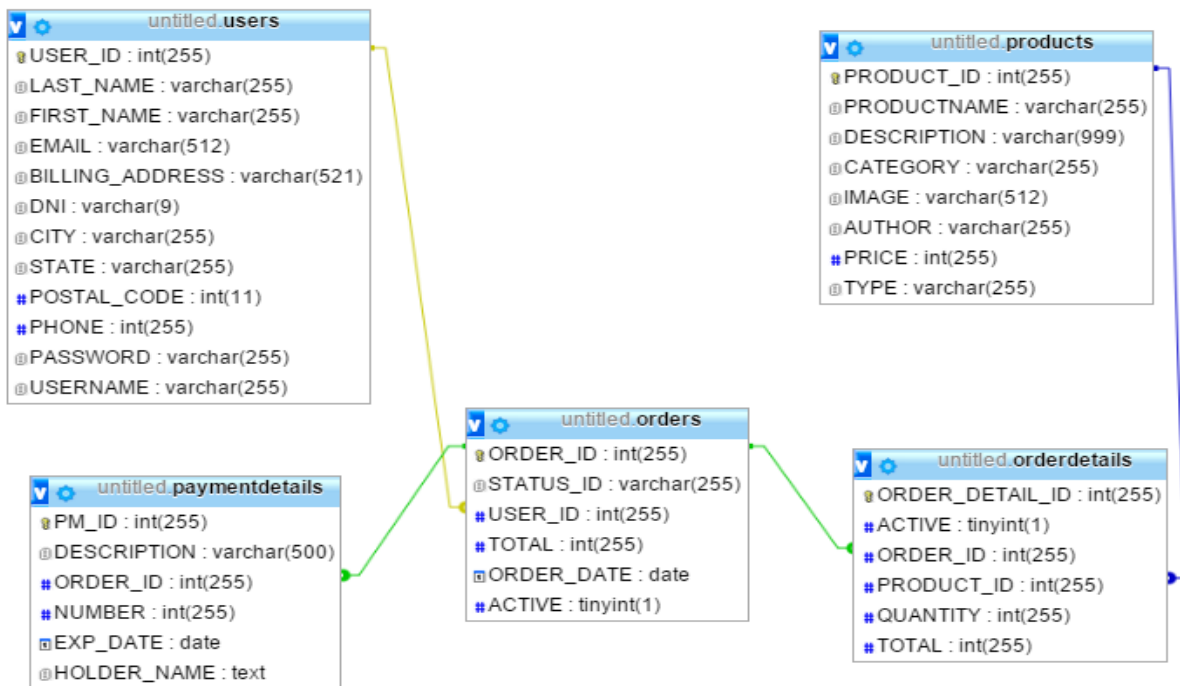 untitled.users
USER_ID : int(255)
LAST_NAME : varchar(255)
FIRST_NAME : varchar(255)
EMAIL : varchar(512)
BILLING_ADDRESS : varchar(521)
DNI : varchar(9)
CITY : varchar(255)
STATE : varchar(255)
POSTAL_CODE : int(11)
PHONE : int(255)
PASSWORD : varchar(255)
USERNAME : varchar(255)
untitled.products
PRODUCT_ID : int(255)
PRODUCTNAME : varchar(255)
DESCRIPTION : varchar(999)
CATEGORY : varchar(255)
IMAGE : varchar(512)
AUTHOR : varchar(255)
PRICE : int(255)
TYPE : varchar(255)
untitled.paymentdetails
PM_ID : int(255)
DESCRIPTION : varchar(500)
ORDER_ID : int(255)
NUMBER : int(255)
EXP_DATE : date
HOLDER_NAME : text
untitled.orders
ORDER_ID : int(255)
STATUS_ID : varchar(255)
USER_ID : int(255)
TOTAL : int(255)
ORDER_DATE : date
ACTIVE : tinyint(1)
untitled.orderdetails
ORDER_DETAIL_ID : int(255)
ACTIVE : tinyint(1)
ORDER_ID : int(255)
PRODUCT_ID : int(255)
QUANTITY : int(255)
TOTAL : int(255)